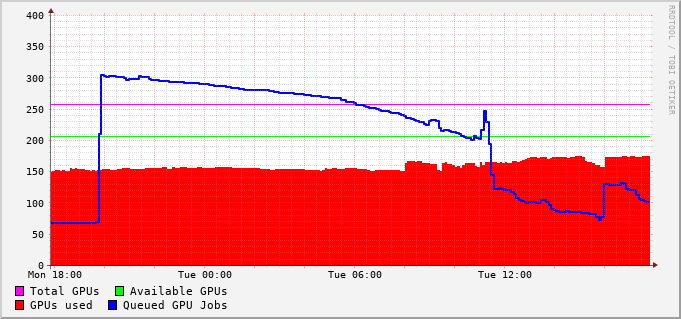 400
350
300
250
200
150
100
50
0
Mon 18:00 Tue 00:00 Tue 06:00 Tue 12:00
Total GPUs Available GPUs
GPUs used Queued GPU Jobs
RRDTOOL / TOBI OETIKER